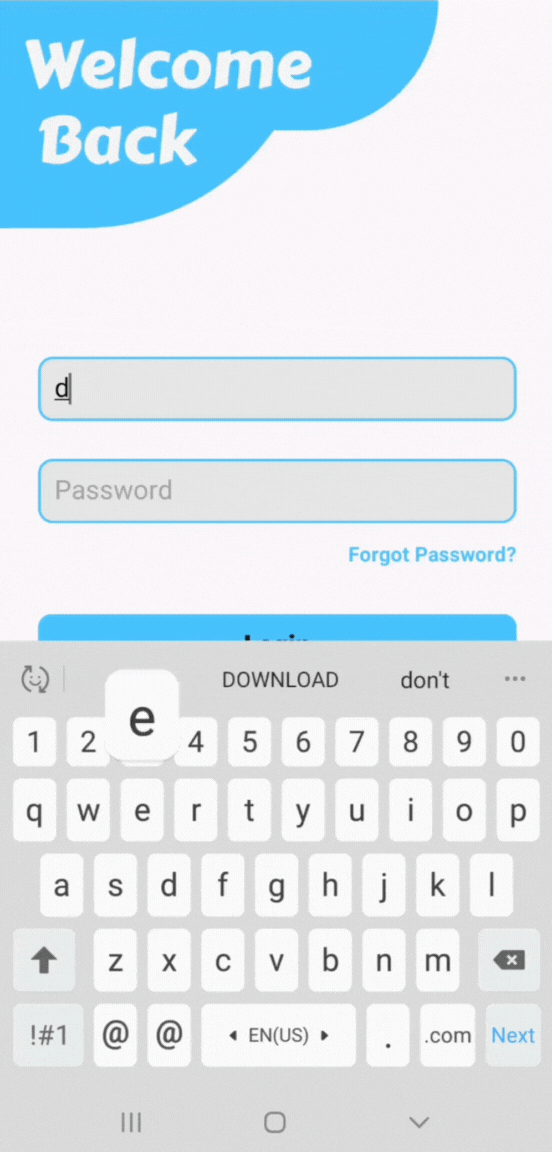 Welcome
Back
d
Password
Forgot Password?
Login
DOWNLOAD don't
e
1 2 4 5 6 7 8 9 0
q w e r t y u i o p
a s d f g h j k l
z x c v b n m
!#1 @ @ EN(US) . .com Next